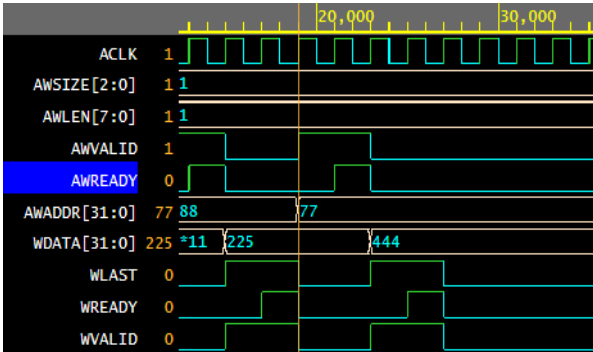 20,000 30,000
ACLK 1
AWSIZE[2:0] 1 1
AWLEN[7:0] 1 1
AWVALID 1
AWREADY 0
AWADDR[31:0] 77 88 77
WDATA[31:0] 225 *11 225 444
WLAST 0
WREADY 0
WVALID 0